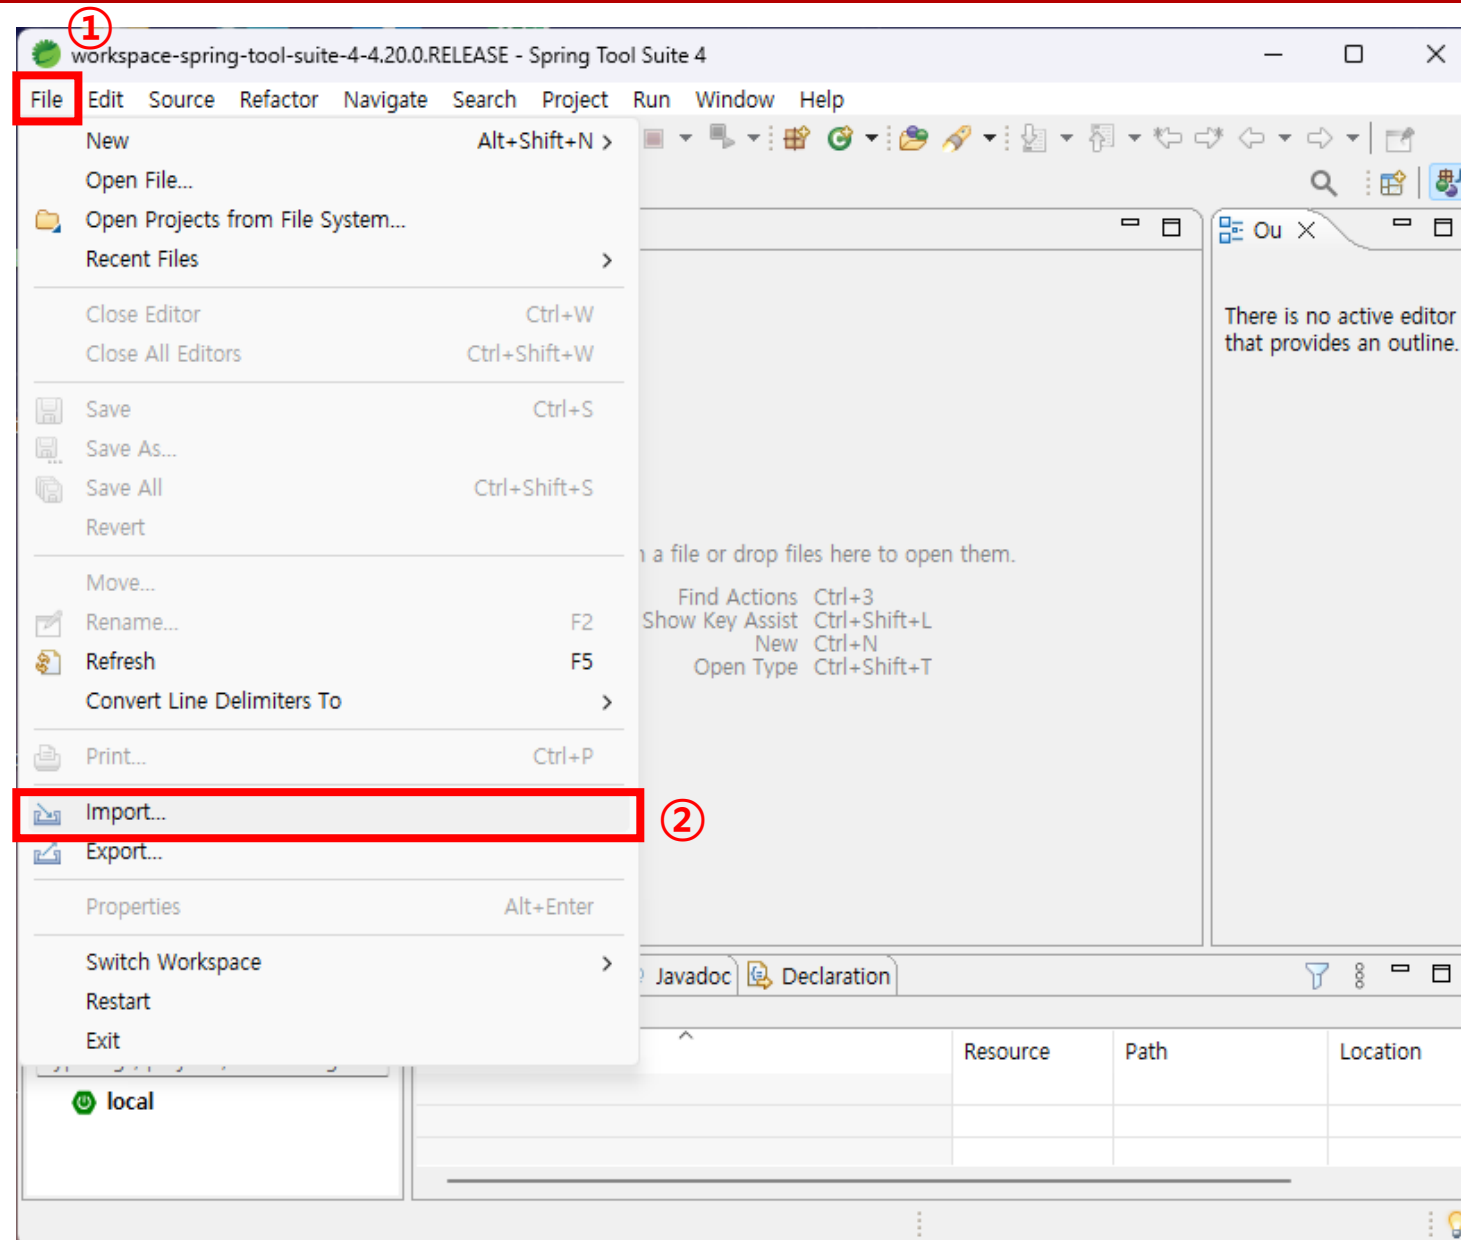 ①
workspace-spring-tool-suite-4-4.20.0.RELEASE - Spring Tool Suite 4
File Edit Source Refactor Navigate Search Project Run Window Help
New Alt+Shift+N
Open File...
Open Projects from File System...
Recent Files
Close Editor Ctrl+W
Close All Editors Ctrl+Shift+W
Save Ctrl+S
Save As...
Save All Ctrl+Shift+S
Revert
Move...
Rename... F2
Refresh F5
Convert Line Delimiters To
Print... Ctrl+P
Import...
②
Export...
Properties Alt+Enter
Switch Workspace
Restart
Exit
Ou
There is no active editor
that provides an outline.
a file or drop files here to open them.
Find Actions Ctrl+3
Show Key Assist Ctrl+Shift+L
New Ctrl+N
Open Type Ctrl+Shift+T
Javadoc Declaration
Resource Path Location
local